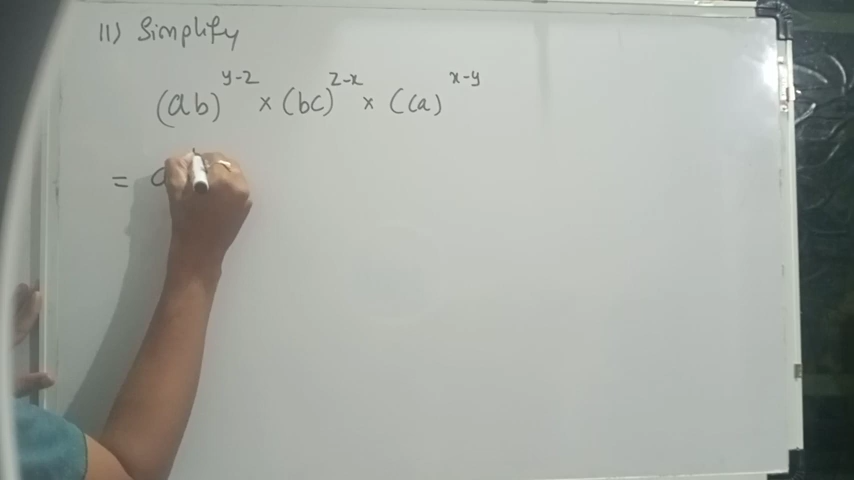 11) Simplify
(ab)^{y-z} × (bc)^{z-x} × (ca)^{x-y}
= a